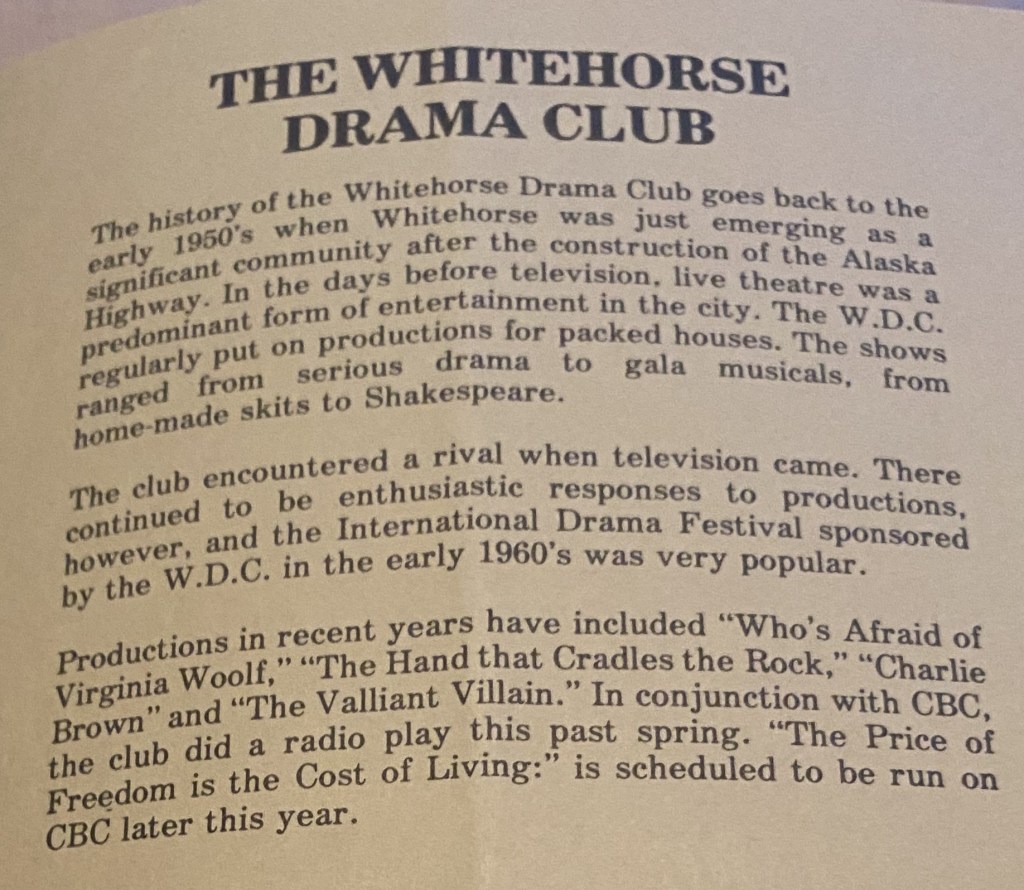 THE WHITEHORSE
DRAMA CLUB
The history of the Whitehorse Drama Club goes back to the
early 1950's when Whitehorse was just emerging as a
significant community after the construction of the Alaska
Highway. In the days before television, live theatre was a
predominant form of entertainment in the city. The W.D.C.
regularly put on productions for packed houses. The shows
ranged from serious drama to gala musicals, from
home-made skits to Shakespeare.
The club encountered a rival when television came. There
continued to be enthusiastic responses to productions,
however, and the International Drama Festival sponsored
by the W.D.C. in the early 1960's was very popular.
Productions in recent years have included “Who's Afraid of
Virginia Woolf,” “The Hand that Cradles the Rock,” “Charlie
Brown” and “The Valliant Villain.” In conjunction with CBC,
the club did a radio play this past spring. “The Price of
Freedom is the Cost of Living:” is scheduled to be run on
CBC later this year.